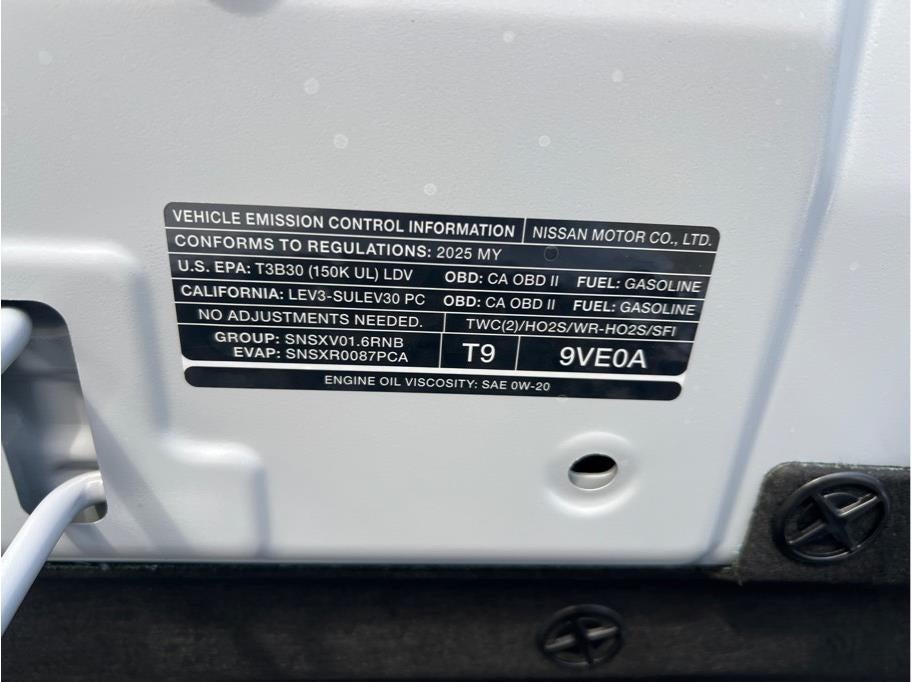 VEHICLE EMISSION CONTROL INFORMATION NISSAN MOTOR CO., LTD.
CONFORMS TO REGULATIONS: 2025 MY
U.S. EPA: T3B30 (150K UL) LDV OBD: CA OBD II FUEL: GASOLINE
CALIFORNIA: LEV3-SULEV30 PC OBD: CA OBD II FUEL: GASOLINE
NO ADJUSTMENTS NEEDED. TWC(2)/HO2S/WR-HO2S/SFI
GROUP: SNSXV01.6RNB
EVAP: SNSXR0087PCA
T9 9VE0A
ENGINE OIL VISCOSITY: SAE 0W-20